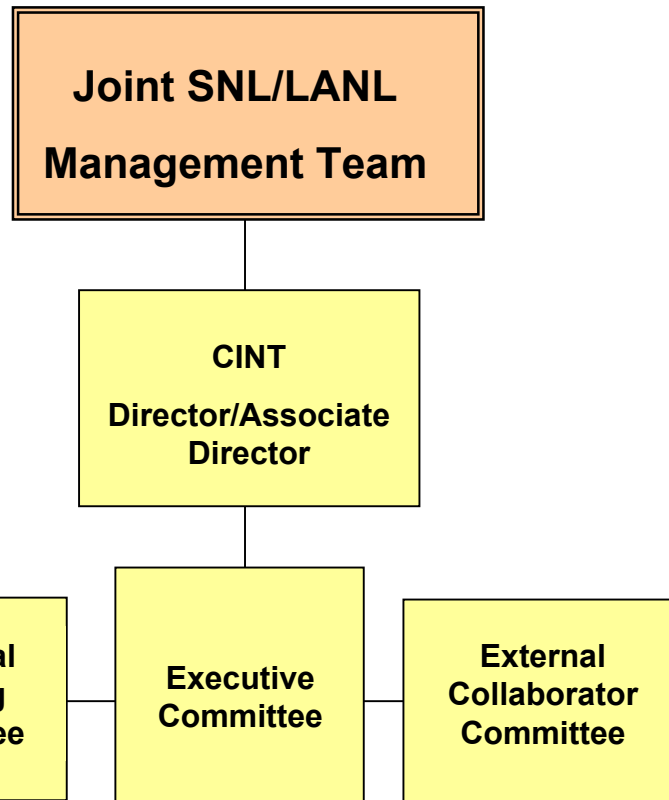 Joint SNL/LANL
Management Team
CINT
Director/Associate
Director
Executive
Committee
External
Collaborator
Committee